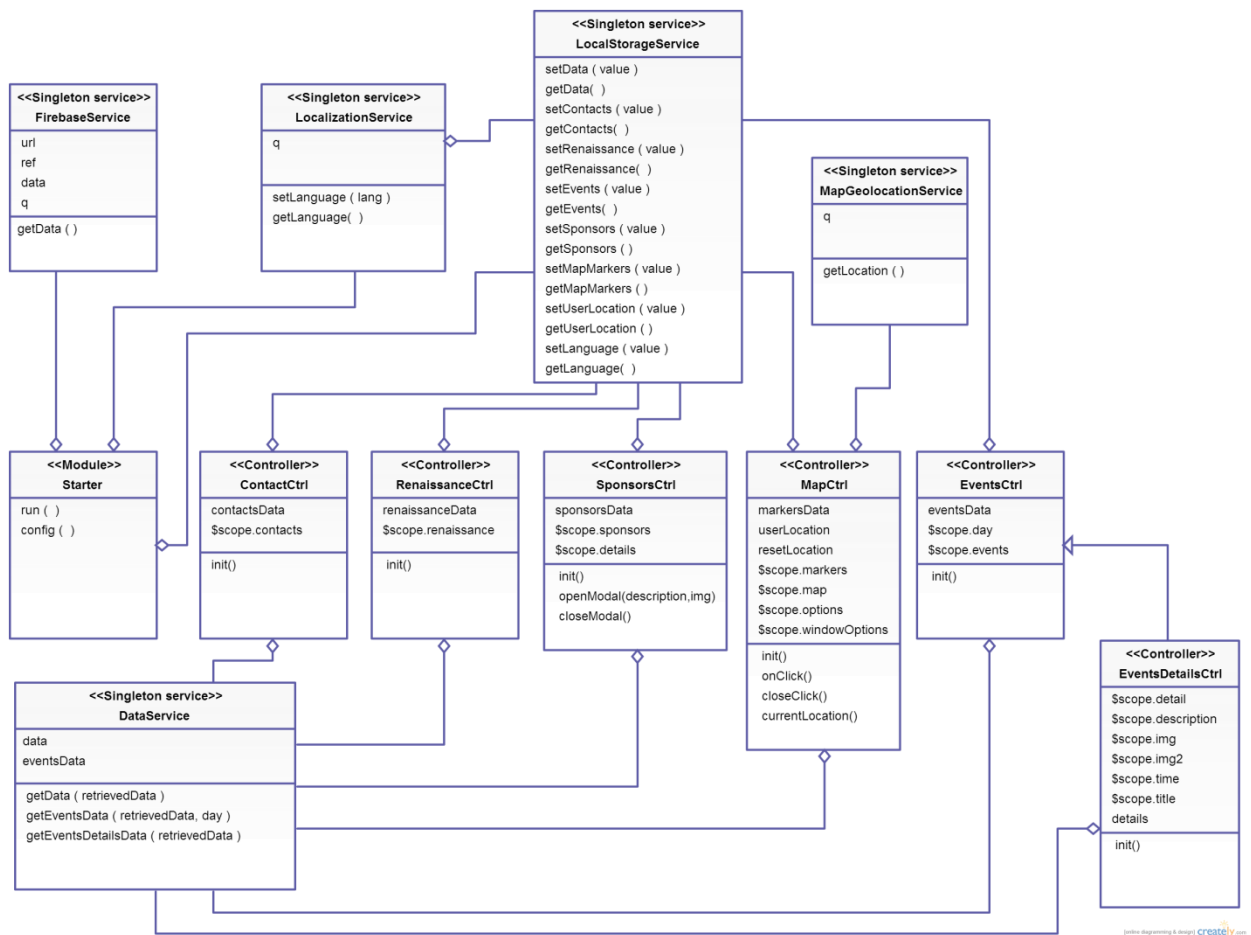 <<Singleton service>>
LocalStorageService
setData ( value )
getData(  )
setContacts ( value )
getContacts(  )
setRenaissance ( value )
getRenaissance(  )
setEvents ( value )
getEvents(  )
setSponsors ( value )
getSponsors ( )
setMapMarkers ( value )
getMapMarkers ( )
setUserLocation ( value )
getUserLocation ( )
setLanguage ( value )
getLanguage(  )
<<Singleton service>>
FirebaseService
url
ref
data
q
getData ( )
<<Singleton service>>
LocalizationService
q
setLanguage ( lang )
getLanguage(  )
<<Singleton service>>
MapGeolocationService
q
getLocation ( )
<<Module>>
Starter
run (  )
config (  )
<<Controller>>
ContactCtrl
contactsData
$scope.contacts
init()
<<Controller>>
RenaissanceCtrl
renaissanceData
$scope.renaissance
init()
<<Controller>>
SponsorsCtrl
sponsorsData
$scope.sponsors
$scope.details
init()
openModal(description,img)
closeModal()
<<Controller>>
MapCtrl
markersData
userLocation
resetLocation
$scope.markers
$scope.map
$scope.options
$scope.windowOptions
init()
onClick()
closeClick()
currentLocation()
<<Controller>>
EventsCtrl
eventsData
$scope.day
$scope.events
init()
<<Controller>>
EventsDetailsCtrl
$scope.detail
$scope.description
$scope.img
$scope.img2
$scope.time
$scope.title
details
init()
<<Singleton service>>
DataService
data
eventsData
getData ( retrievedData )
getEventsData ( retrievedData, day )
getEventsDetailsData ( retrievedData )
[online diagramming & design] creately.com